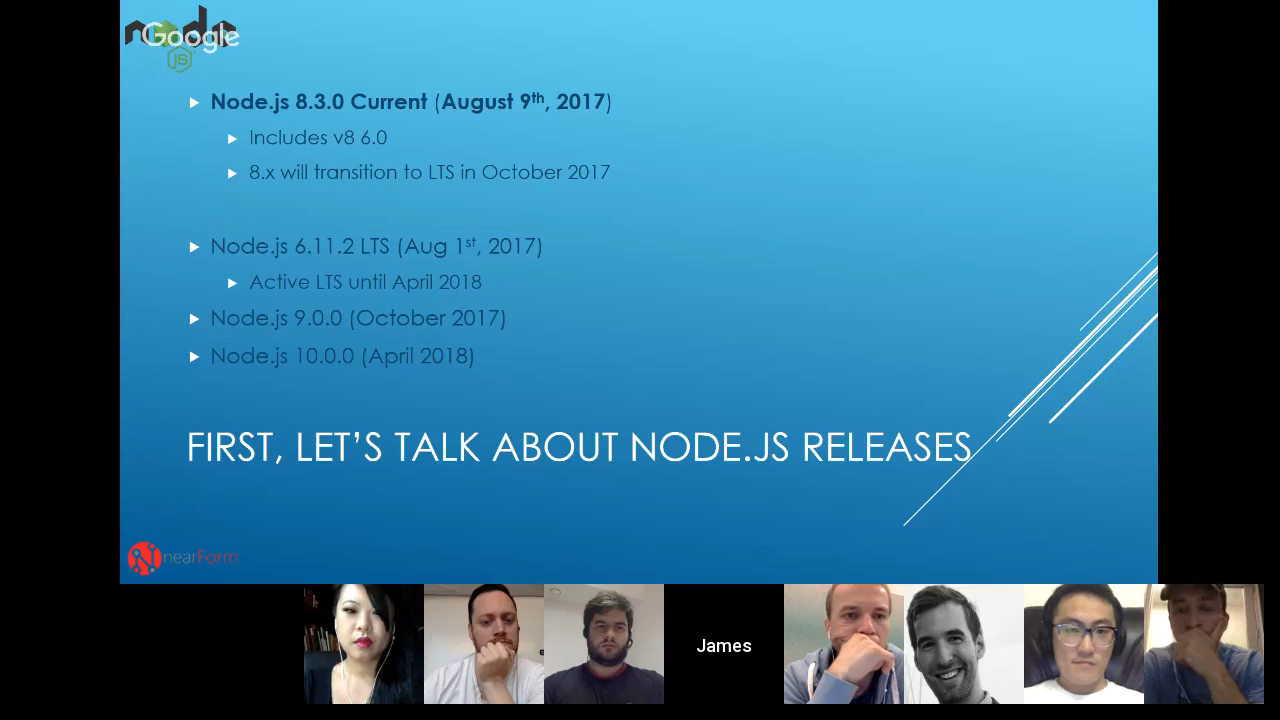 node
Google
JS
Node.js 8.3.0 Current (August 9th, 2017)
Includes v8 6.0
8.x will transition to LTS in October 2017
Node.js 6.11.2 LTS (Aug 1st, 2017)
Active LTS until April 2018
Node.js 9.0.0 (October 2017)
Node.js 10.0.0 (April 2018)
FIRST, LET’S TALK ABOUT NODE.JS RELEASES
nearForm
James